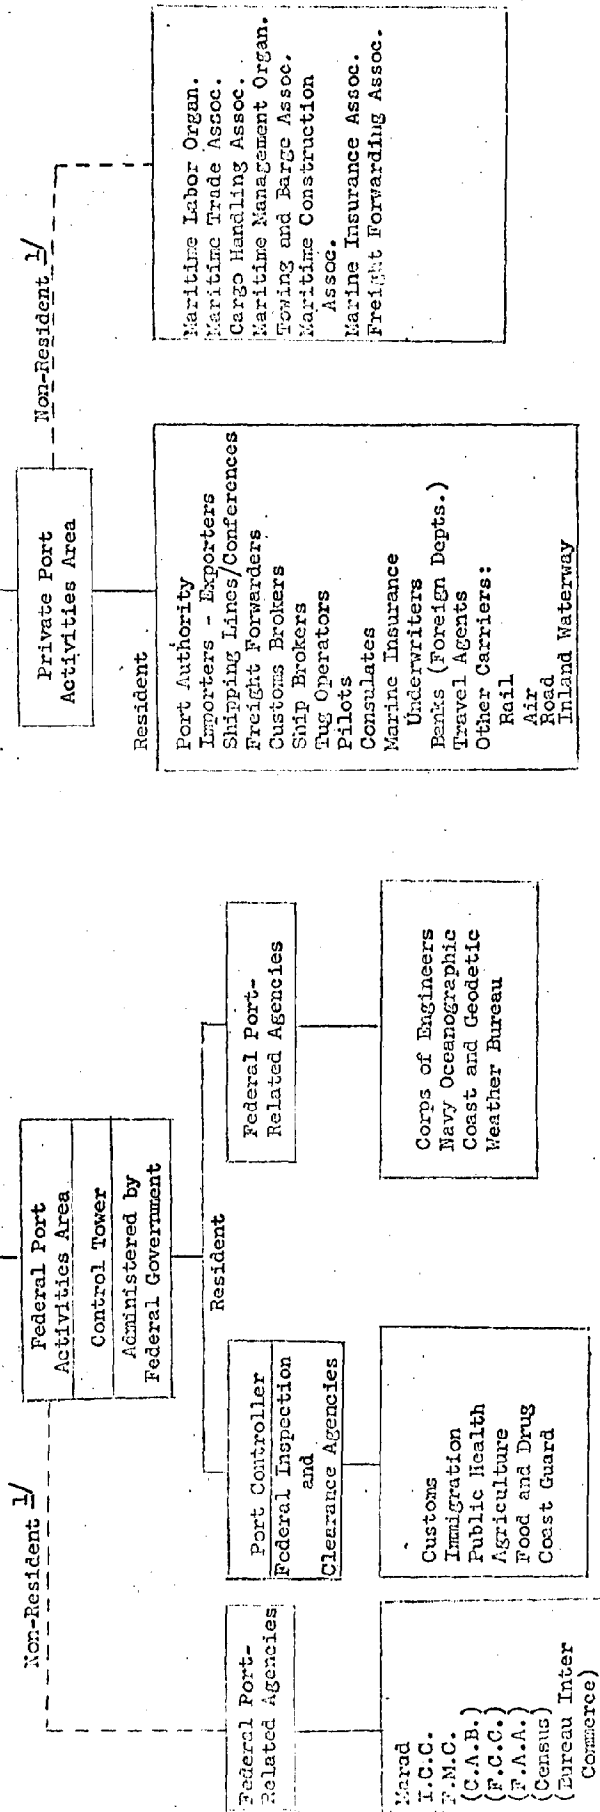 Federal Port
Activities Area
Control Tower
Administered by
Federal Government
Non-Resident 1/
Resident
Federal Port-
Related Agencies
Marad
I.C.C.
F.M.C.
(C.A.B.)
(F.C.C.)
(F.A.A.)
(Census)
(Bureau Inter
Commerce)
Port Controller
Federal Inspection
and
Clearance Agencies
Customs
Immigration
Public Health
Agriculture
Food and Drug
Coast Guard
Federal Port-
Related Agencies
Corps of Engineers
Navy Oceanographic
Coast and Geodetic
Weather Bureau
Private Port
Activities Area
Resident
Non-Resident 1/
Port Authority
Importers - Exporters
Shipping Lines/Conferences
Freight Forwarders
Customs Brokers
Ship Brokers
Tug Operators
Pilots
Consulates
Marine Insurance
Underwriters
Banks (Foreign Depts.)
Travel Agents
Other Carriers:
Rail
Air
Road
Inland Waterway
Maritime Labor Organ.
Maritime Trade Assoc.
Cargo Handling Assoc.
Maritime Management Organ.
Towing and Barge Assoc.
Maritime Construction
Assoc.
Marine Insurance Assoc.
Freight Forwarding Assoc.